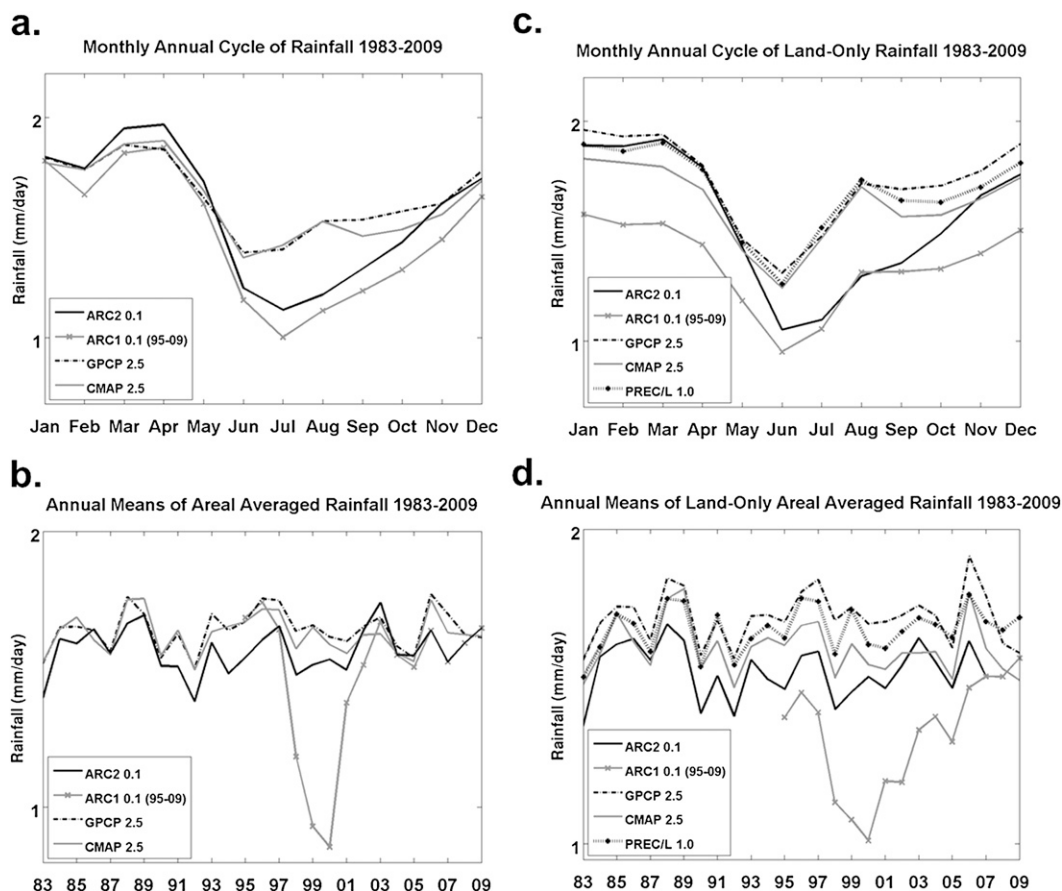 a.
Monthly Annual Cycle of Rainfall 1983-2009
Rainfall (mm/day)
2
1
ARC2 0.1
ARC1 0.1 (95-09)
GPCP 2.5
CMAP 2.5
Jan Feb Mar Apr May Jun Jul Aug Sep Oct Nov Dec
c.
Monthly Annual Cycle of Land-Only Rainfall 1983-2009
Rainfall (mm/day)
2
1
ARC2 0.1
ARC1 0.1 (95-09)
GPCP 2.5
CMAP 2.5
PREC/L 1.0
Jan Feb Mar Apr May Jun Jul Aug Sep Oct Nov Dec
b.
Annual Means of Areal Averaged Rainfall 1983-2009
Rainfall (mm/day)
2
1
ARC2 0.1
ARC1 0.1 (95-09)
GPCP 2.5
CMAP 2.5
83 85 87 89 91 93 95 97 99 01 03 05 07 09
d.
Annual Means of Land-Only Areal Averaged Rainfall 1983-2009
Rainfall (mm/day)
2
1
ARC2 0.1
ARC1 0.1 (95-09)
GPCP 2.5
CMAP 2.5
PREC/L 1.0
83 85 87 89 91 93 95 97 99 01 03 05 07 09